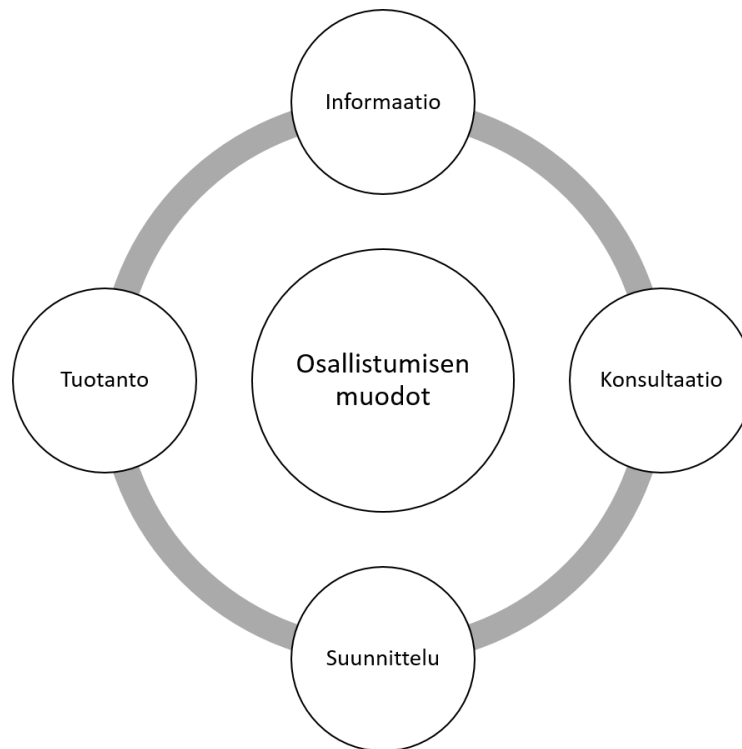 Informaatio
Tuotanto
Osallistumisen
muodot
Konsultaatio
Suunnittelu